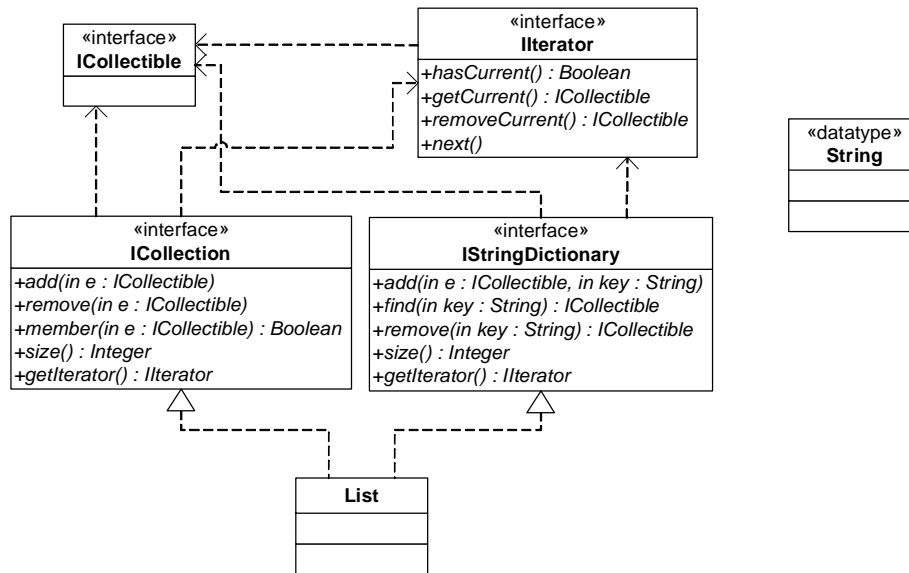 «interface»
ICollectible
«interface»
IIterator
+hasCurrent() : Boolean
+getCurrent() : ICollectible
+removeCurrent() : ICollectible
+next()
«datatype»
String
«interface»
ICollection
+add(in e : ICollectible)
+remove(in e : ICollectible)
+member(in e : ICollectible) : Boolean
+size() : Integer
+getIterator() : IIterator
«interface»
IStringDictionary
+add(in e : ICollectible, in key : String)
+find(in key : String) : ICollectible
+remove(in key : String) : ICollectible
+size() : Integer
+getIterator() : IIterator
List